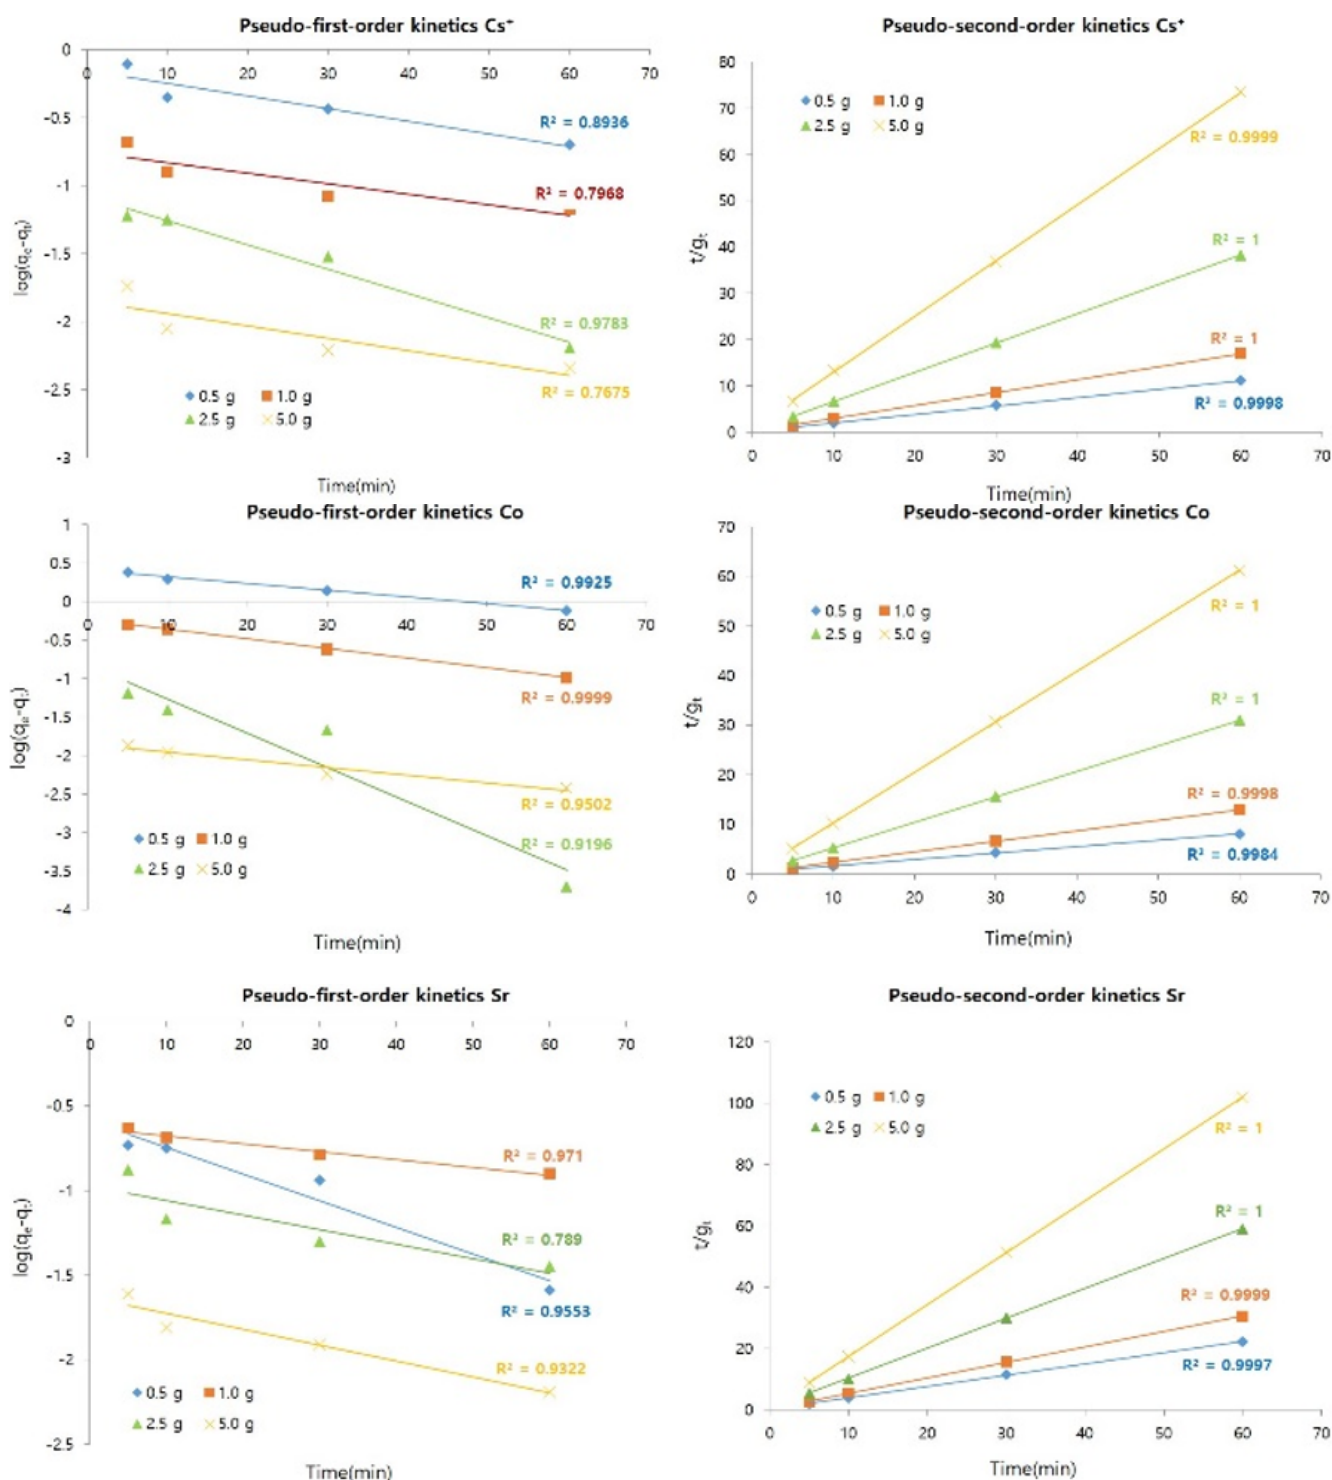 Pseudo-first-order kinetics Cs⁺
0
0 10 20 30 40 50 60 70
-0.5
R² = 0.8936
-1
R² = 0.7968
log(qₑ-qₜ)
-1.5
-2
R² = 0.9783
-2.5
R² = 0.7675
0.5 g 1.0 g
2.5 g 5.0 g
-3
Time(min)
Pseudo-second-order kinetics Cs⁺
80
70
0.5 g 1.0 g
2.5 g 5.0 g
R² = 0.9999
60
50
t/gₜ
R² = 1
40
30
R² = 1
20
10
R² = 0.9998
0
0 10 20 30 40 50 60 70
Time(min)
Pseudo-first-order kinetics Co
1
0.5
R² = 0.9925
0
0 10 20 30 40 50 60 70
-0.5
-1
R² = 0.9999
-1.5
log(qₑ-qₜ)
-2
-2.5
R² = 0.9502
-3
0.5 g 1.0 g
R² = 0.9196
2.5 g 5.0 g
-3.5
-4
Time(min)
Pseudo-second-order kinetics Co
70
60
0.5 g 1.0 g
2.5 g 5.0 g
R² = 1
50
40
t/gₜ
R² = 1
30
20
R² = 0.9998
10
R² = 0.9984
0
0 10 20 30 40 50 60 70
Time(min)
Pseudo-first-order kinetics Sr
0
0 10 20 30 40 50 60 70
-0.5
R² = 0.971
-1
log(qₑ-qₜ)
R² = 0.789
-1.5
R² = 0.9553
-2
R² = 0.9322
0.5 g 1.0 g
2.5 g 5.0 g
-2.5
Time(min)
Pseudo-second-order kinetics Sr
120
0.5 g 1.0 g
2.5 g 5.0 g
100
R² = 1
80
t/gₜ
60
R² = 1
40
R² = 0.9999
20
R² = 0.9997
0
0 10 20 30 40 50 60 70
Time(min)